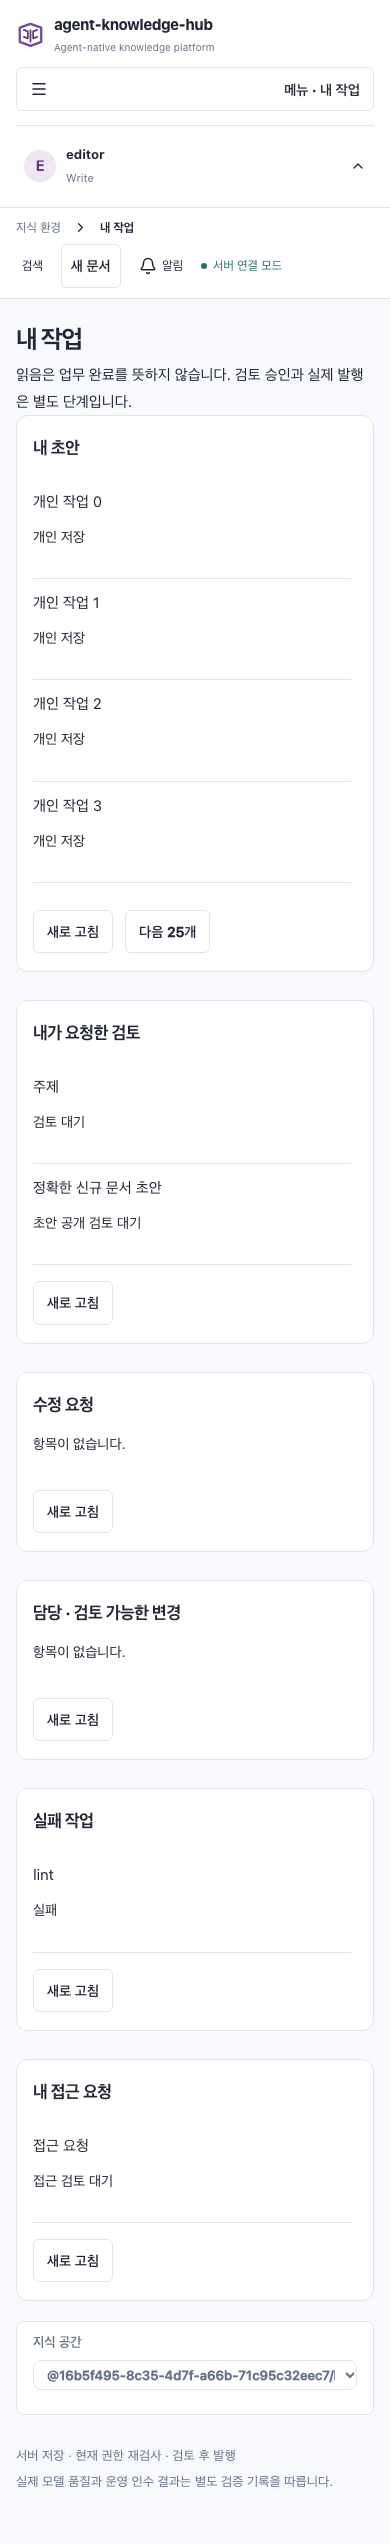 agent-knowledge-hub
Agent-native knowledge platform
메뉴 · 내 작업
E
editor
Write
지식 환경 > 내 작업
검색 새 문서 알림 서버 연결 모드
내 작업
읽음은 업무 완료를 뜻하지 않습니다. 검토 승인과 실제 발행
은 별도 단계입니다.
내 초안
개인 작업 0
개인 저장
개인 작업 1
개인 저장
개인 작업 2
개인 저장
개인 작업 3
개인 저장
새로 고침 다음 25개
내가 요청한 검토
주제
검토 대기
정확한 신규 문서 초안
초안 공개 검토 대기
새로 고침
수정 요청
항목이 없습니다.
새로 고침
담당 · 검토 가능한 변경
항목이 없습니다.
새로 고침
실패 작업
lint
실패
새로 고침
내 접근 요청
접근 요청
접근 검토 대기
새로 고침
지식 공간
@16b5f495-8c35-4d7f-a66b-71c95c32eec7/
서버 저장 · 현재 권한 재검사 · 검토 후 발행
실제 모델 품질과 운영 인수 결과는 별도 검증 기록을 따릅니다.